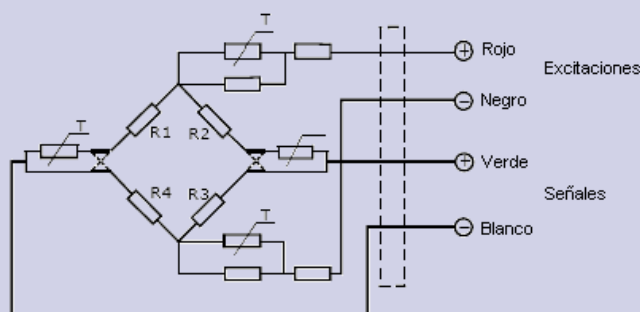 T
+ Rojo
Excitaciones
- Negro
T
R1 R2
+ Verde
R4 R3
Señales
T
- Blanco